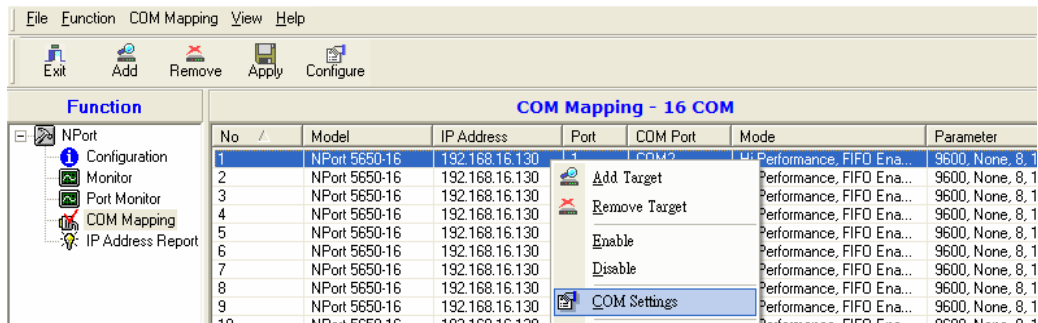 File Function COM Mapping View Help
Exit Add Remove Apply Configure
Function COM Mapping - 16 COM
NPort No Model IP Address Port COM Port Mode Parameter
Configuration 1 NPort 5650-16 192.168.16.130 1 COM2 Hi Performance, FIFO Ena... 9600, None, 8, 1
Monitor 2 NPort 5650-16 192.168.16.130 Add Target Performance, FIFO Ena... 9600, None, 8, 1
Port Monitor 3 NPort 5650-16 192.168.16.130 Remove Target Performance, FIFO Ena... 9600, None, 8, 1
COM Mapping 4 NPort 5650-16 192.168.16.130 Performance, FIFO Ena... 9600, None, 8, 1
IP Address Report 5 NPort 5650-16 192.168.16.130 Enable Performance, FIFO Ena... 9600, None, 8, 1
6 NPort 5650-16 192.168.16.130 Performance, FIFO Ena... 9600, None, 8, 1
7 NPort 5650-16 192.168.16.130 Disable Performance, FIFO Ena... 9600, None, 8, 1
8 NPort 5650-16 192.168.16.130 Performance, FIFO Ena... 9600, None, 8, 1
9 NPort 5650-16 192.168.16.130 COM Settings Performance, FIFO Ena... 9600, None, 8, 1